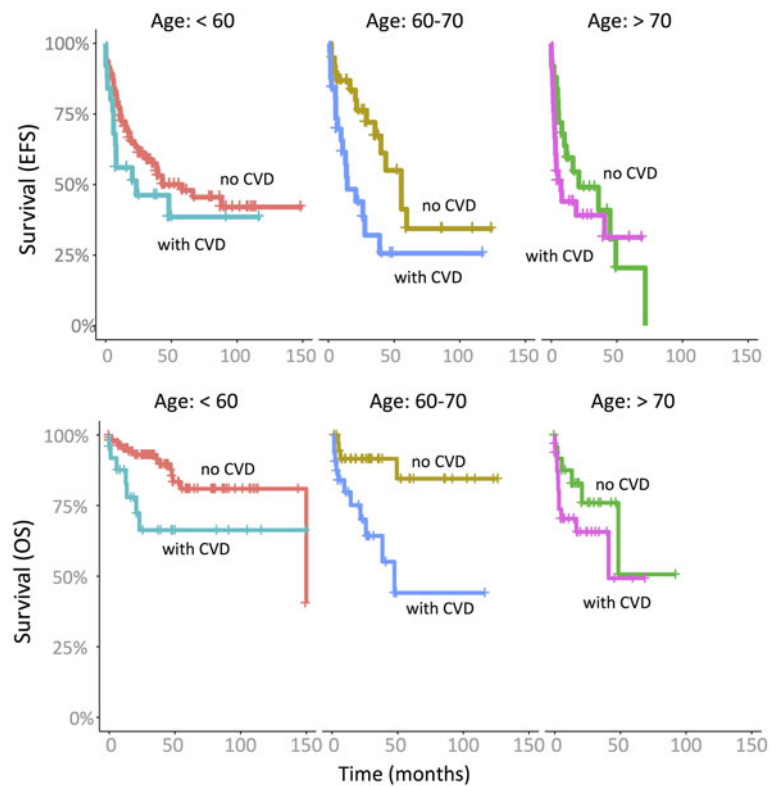 Age: < 60 Age: 60-70 Age: > 70
100%
75%
50%
25%
0%
Survival (EFS)
no CVD
with CVD
no CVD
with CVD
no CVD
with CVD
0 50 100 150 0 50 100 150 0 50 100 150
Age: < 60 Age: 60-70 Age: > 70
100%
75%
50%
25%
0%
Survival (OS)
no CVD
with CVD
no CVD
with CVD
no CVD
with CVD
0 50 100 150 0 50 100 150 0 50 100 150
Time (months)